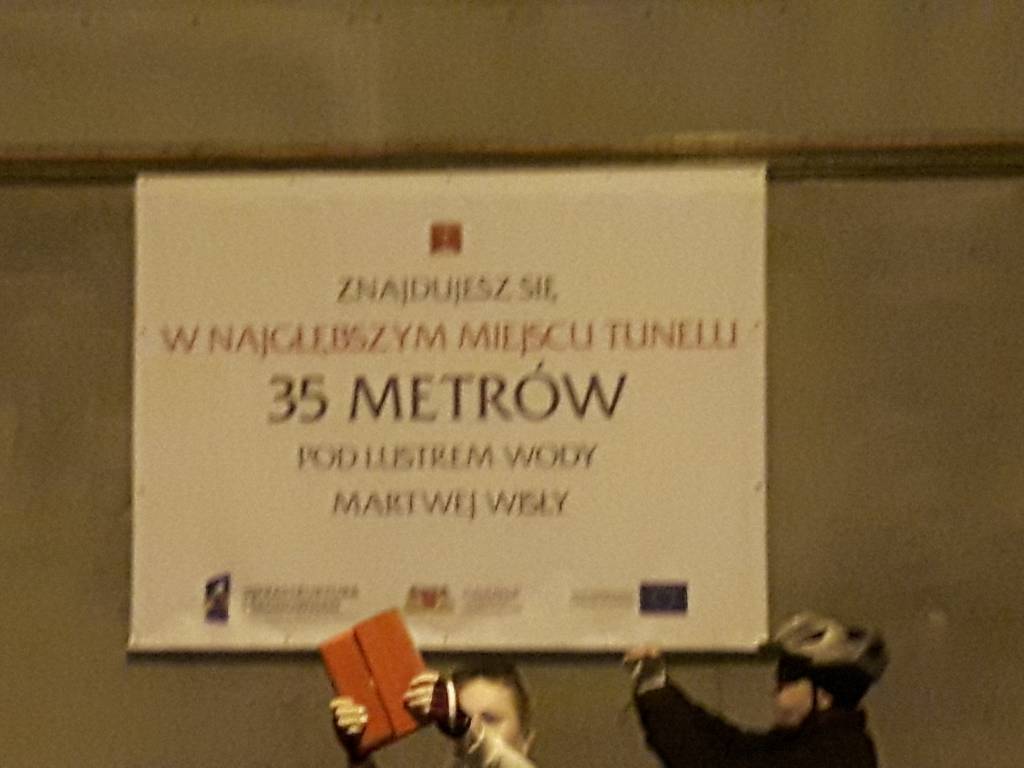 ZNAJDUJESZ SIĘ
W NAJGŁĘBSZYM MIEJSCU TUNELU
35 METRÓW
POD LUSTREM WODY
MARTWEJ WISŁY